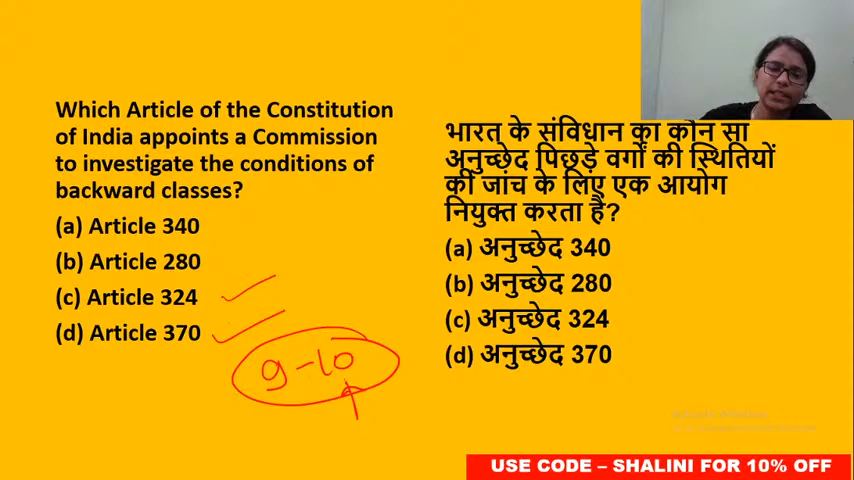 Which Article of the Constitution
of India appoints a Commission
to investigate the conditions of
backward classes?
(a) Article 340
(b) Article 280
(c) Article 324
(d) Article 370
9-10
भारत के संविधान का कौन सा
अनुच्छेद पिछड़े वर्गों की स्थितियों
की जांच के लिए एक आयोग
नियुक्त करता है?
(a) अनुच्छेद 340
(b) अनुच्छेद 280
(c) अनुच्छेद 324
(d) अनुच्छेद 370
USE CODE – SHALINI FOR 10% OFF